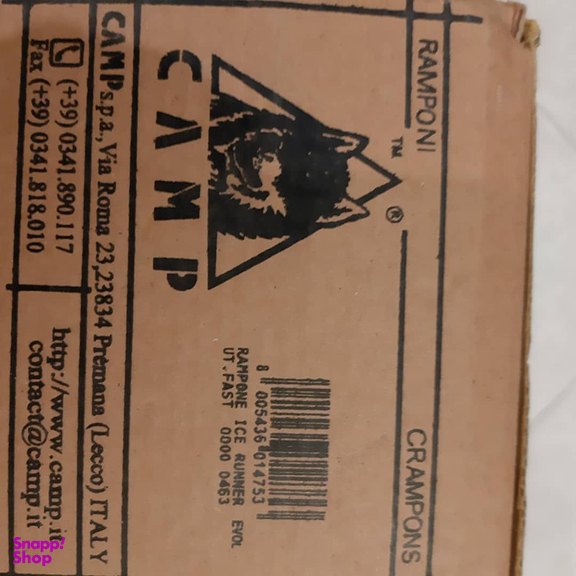 RAMPONI
CRAMPONS
TM
®
CAMP
8 005436 014753
RAMPONE ICE RUNNER EVOL
UT.FAST 0000 0463
CAMP s.p.a., Via Roma 23,23834 Premana (Lecco) ITALY
(+39) 0341.890.117
Fax (+39) 0341.818.010
http://www.camp.it
contact@camp.it
Snapp!
Shop